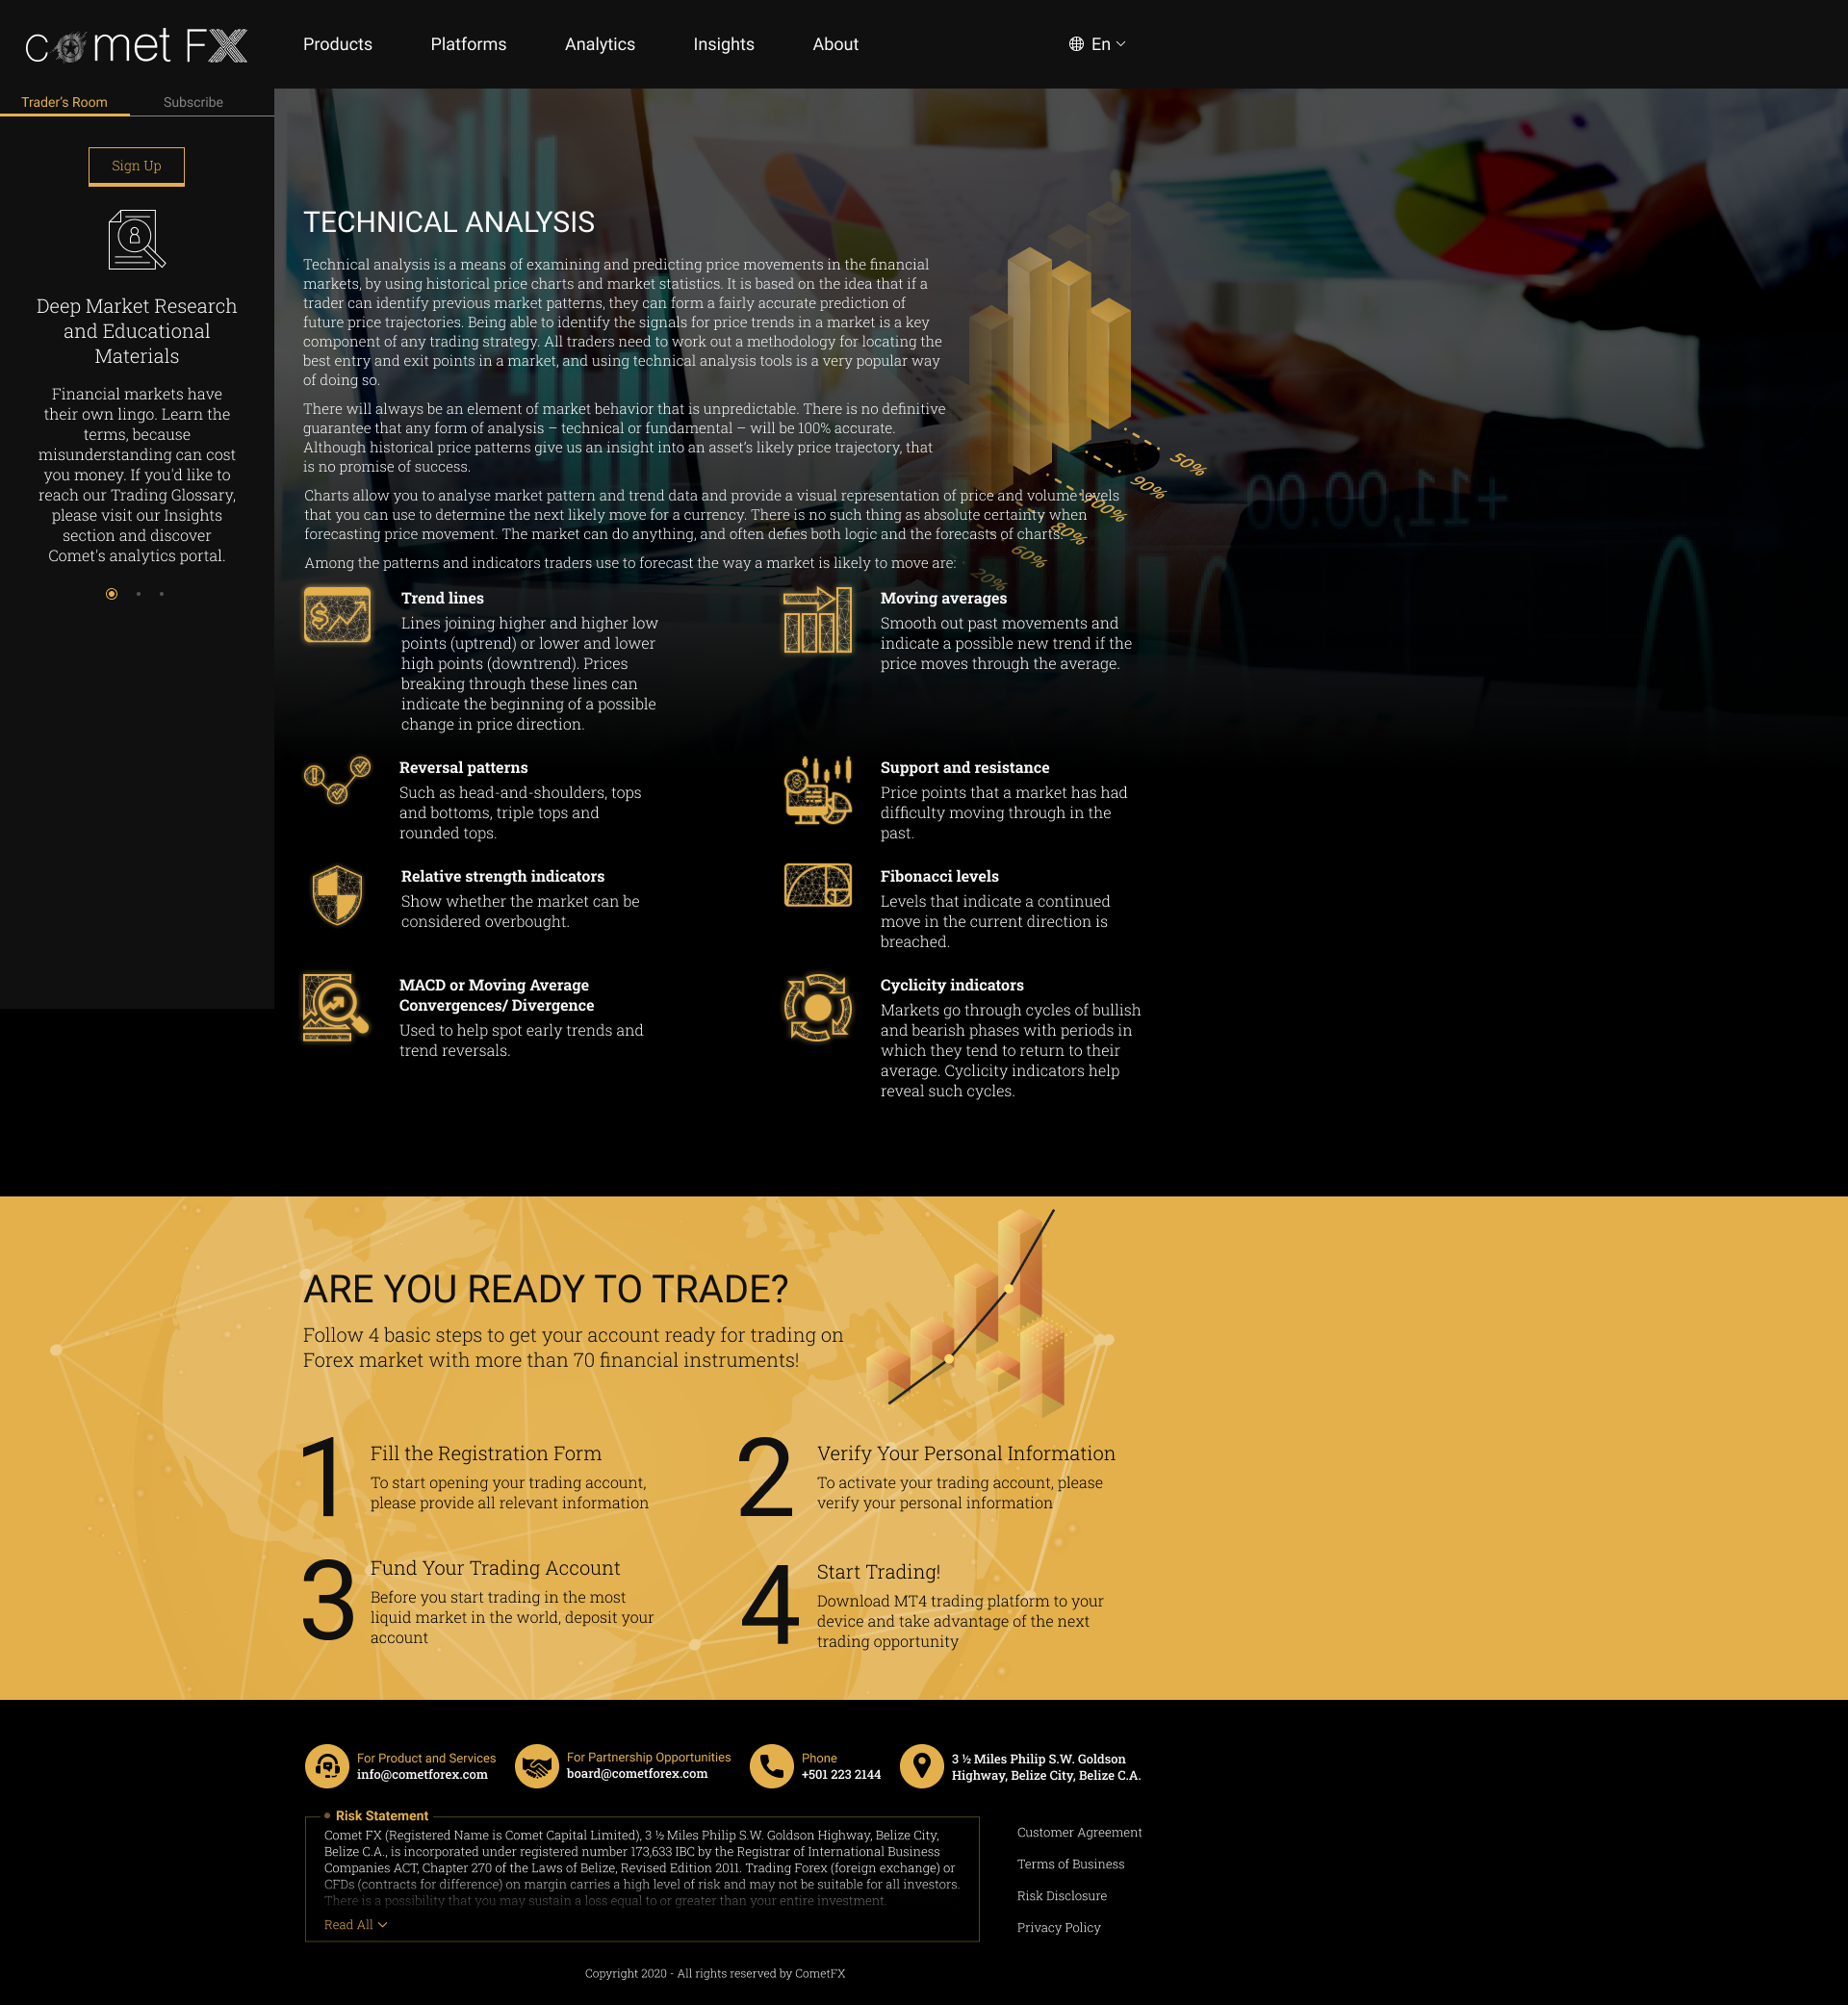 comet FX
Products
Platforms
Analytics
Insights
About
En
Trader's Room
Subscribe
Sign Up
Deep Market Research
and Educational
Materials
Financial markets have
their own lingo. Learn the
terms, because
misunderstanding can cost
you money. If you'd like to
reach our Trading Glossary,
please visit our Insights
section and discover
Comet's analytics portal.
TECHNICAL ANALYSIS
Technical analysis is a means of examining and predicting price movements in the financial
markets, by using historical price charts and market statistics. It is based on the idea that if a
trader can identify previous market patterns, they can form a fairly accurate prediction of
future price trajectories. Being able to identify the signals for price trends in a market is a key
component of any trading strategy. All traders need to work out a methodology for locating the
best entry and exit points in a market, and using technical analysis tools is a very popular way
of doing so.
There will always be an element of market behavior that is unpredictable. There is no definitive
guarantee that any form of analysis – technical or fundamental – will be 100% accurate.
Although historical price patterns give us an insight into an asset's likely price trajectory, that
is no promise of success.
Charts allow you to analyse market pattern and trend data and provide a visual representation of price and volume levels
that you can use to determine the next likely move for a currency. There is no such thing as absolute certainty when
forecasting price movement. The market can do anything, and often defies both logic and the forecasts of charts.
Among the patterns and indicators traders use to forecast the way a market is likely to move are:
50%
90%
100%
80%
60%
20%
+11,00 00
Trend lines
Lines joining higher and higher low
points (uptrend) or lower and lower
high points (downtrend). Prices
breaking through these lines can
indicate the beginning of a possible
change in price direction.
Moving averages
Smooth out past movements and
indicate a possible new trend if the
price moves through the average.
Reversal patterns
Such as head-and-shoulders, tops
and bottoms, triple tops and
rounded tops.
Support and resistance
Price points that a market has had
difficulty moving through in the
past.
Relative strength indicators
Show whether the market can be
considered overbought.
Fibonacci levels
Levels that indicate a continued
move in the current direction is
breached.
MACD or Moving Average
Convergences/ Divergence
Used to help spot early trends and
trend reversals.
Cyclicity indicators
Markets go through cycles of bullish
and bearish phases with periods in
which they tend to return to their
average. Cyclicity indicators help
reveal such cycles.
ARE YOU READY TO TRADE?
Follow 4 basic steps to get your account ready for trading on
Forex market with more than 70 financial instruments!
1
Fill the Registration Form
To start opening your trading account,
please provide all relevant information
2
Verify Your Personal Information
To activate your trading account, please
verify your personal information
3
Fund Your Trading Account
Before you start trading in the most
liquid market in the world, deposit your
account
4
Start Trading!
Download MT4 trading platform to your
device and take advantage of the next
trading opportunity
For Product and Services
info@cometforex.com
For Partnership Opportunities
board@cometforex.com
Phone
+501 223 2144
3 ½ Miles Philip S.W. Goldson
Highway, Belize City, Belize C.A.
Risk Statement
Comet FX (Registered Name is Comet Capital Limited), 3 ½ Miles Philip S.W. Goldson Highway, Belize City,
Belize C.A., is incorporated under registered number 173,633 IBC by the Registrar of International Business
Companies ACT, Chapter 270 of the Laws of Belize, Revised Edition 2011. Trading Forex (foreign exchange) or
CFDs (contracts for difference) on margin carries a high level of risk and may not be suitable for all investors.
There is a possibility that you may sustain a loss equal to or greater than your entire investment.
Read All
Customer Agreement
Terms of Business
Risk Disclosure
Privacy Policy
Copyright 2020 - All rights reserved by CometFX